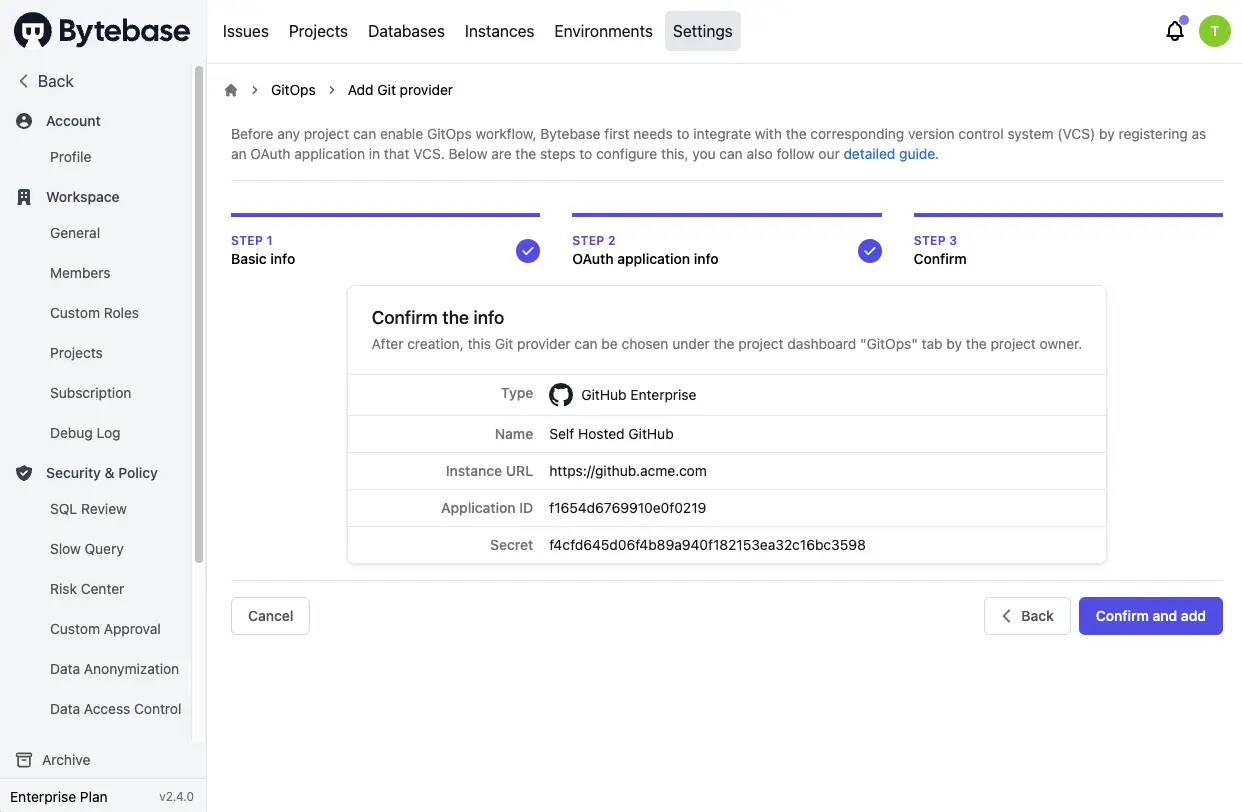 Bytebase
Issues
Projects
Databases
Instances
Environments
Settings
T
Back
Account
Profile
Workspace
General
Members
Custom Roles
Projects
Subscription
Debug Log
Security & Policy
SQL Review
Slow Query
Risk Center
Custom Approval
Data Anonymization
Data Access Control
Archive
Enterprise Plan
v2.4.0
GitOps
Add Git provider
Before any project can enable GitOps workflow, Bytebase first needs to integrate with the corresponding version control system (VCS) by registering as
an OAuth application in that VCS. Below are the steps to configure this, you can also follow our detailed guide.
STEP 1
Basic info
STEP 2
OAuth application info
STEP 3
Confirm
Confirm the info
After creation, this Git provider can be chosen under the project dashboard "GitOps" tab by the project owner.
Type GitHub Enterprise
Name Self Hosted GitHub
Instance URL https://github.acme.com
Application ID f1654d6769910e0f0219
Secret f4cfd645d06f4b89a940f182153ea32c16bc3598
Cancel
Back
Confirm and add